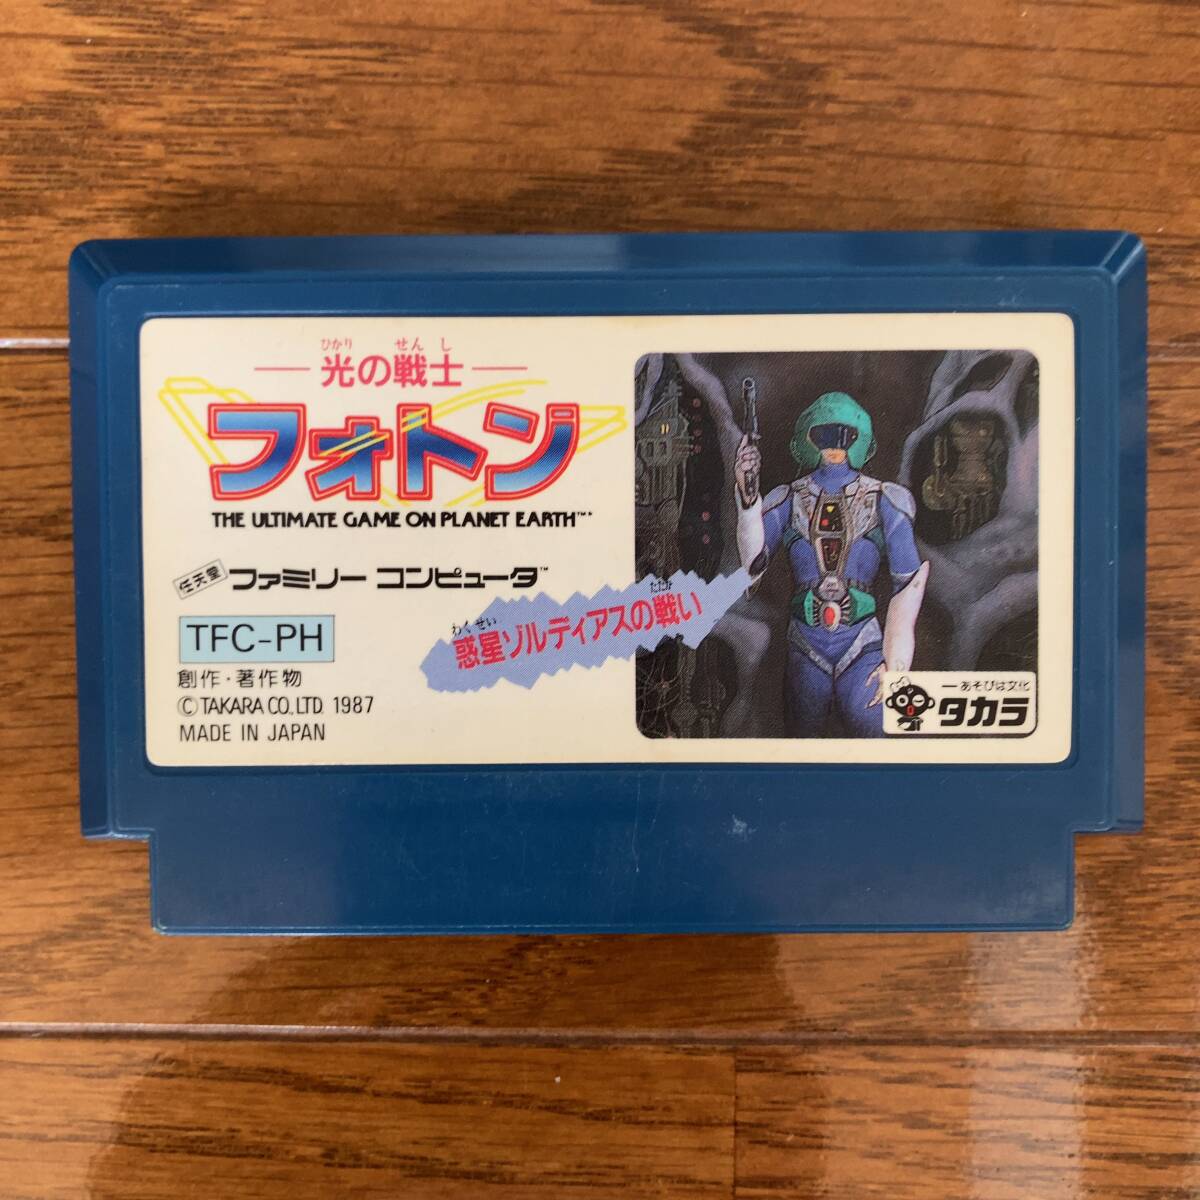 ひかり せんし
光の戦士
フォトン
THE ULTIMATE GAME ON PLANET EARTH™*
任天堂 ファミリー コンピュータ™
わくせい たたか
惑星ゾルディアスの戦い
TFC-PH
創作・著作物
©TAKARA CO.,LTD. 1987
MADE IN JAPAN
あそびは文化
タカラ